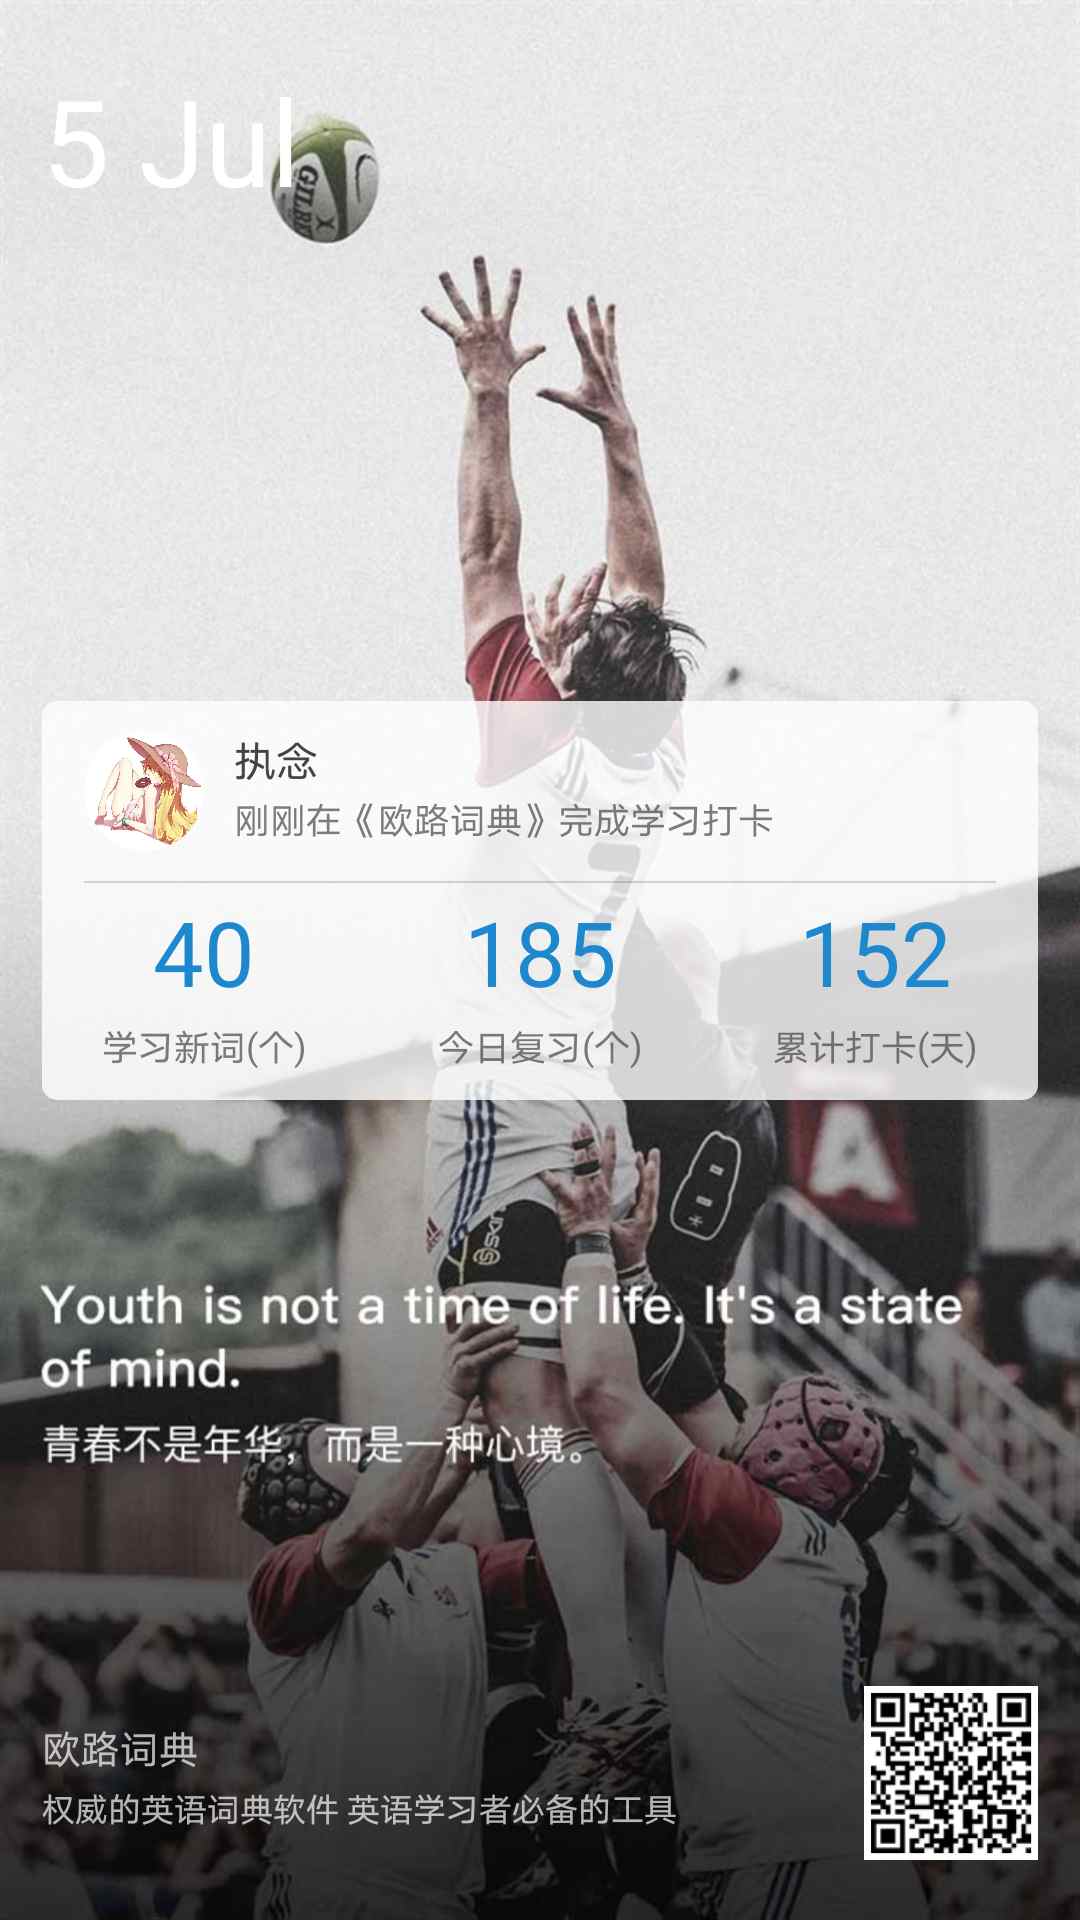 5 Jul
GILBE
执念
刚刚在《欧路词典》完成学习打卡
40 185 152
学习新词(个) 今日复习(个) 累计打卡(天)
7
A
Youth is not a time of life. It's a state
of mind.
青春不是年华，而是一种心境。
欧路词典
权威的英语词典软件 英语学习者必备的工具